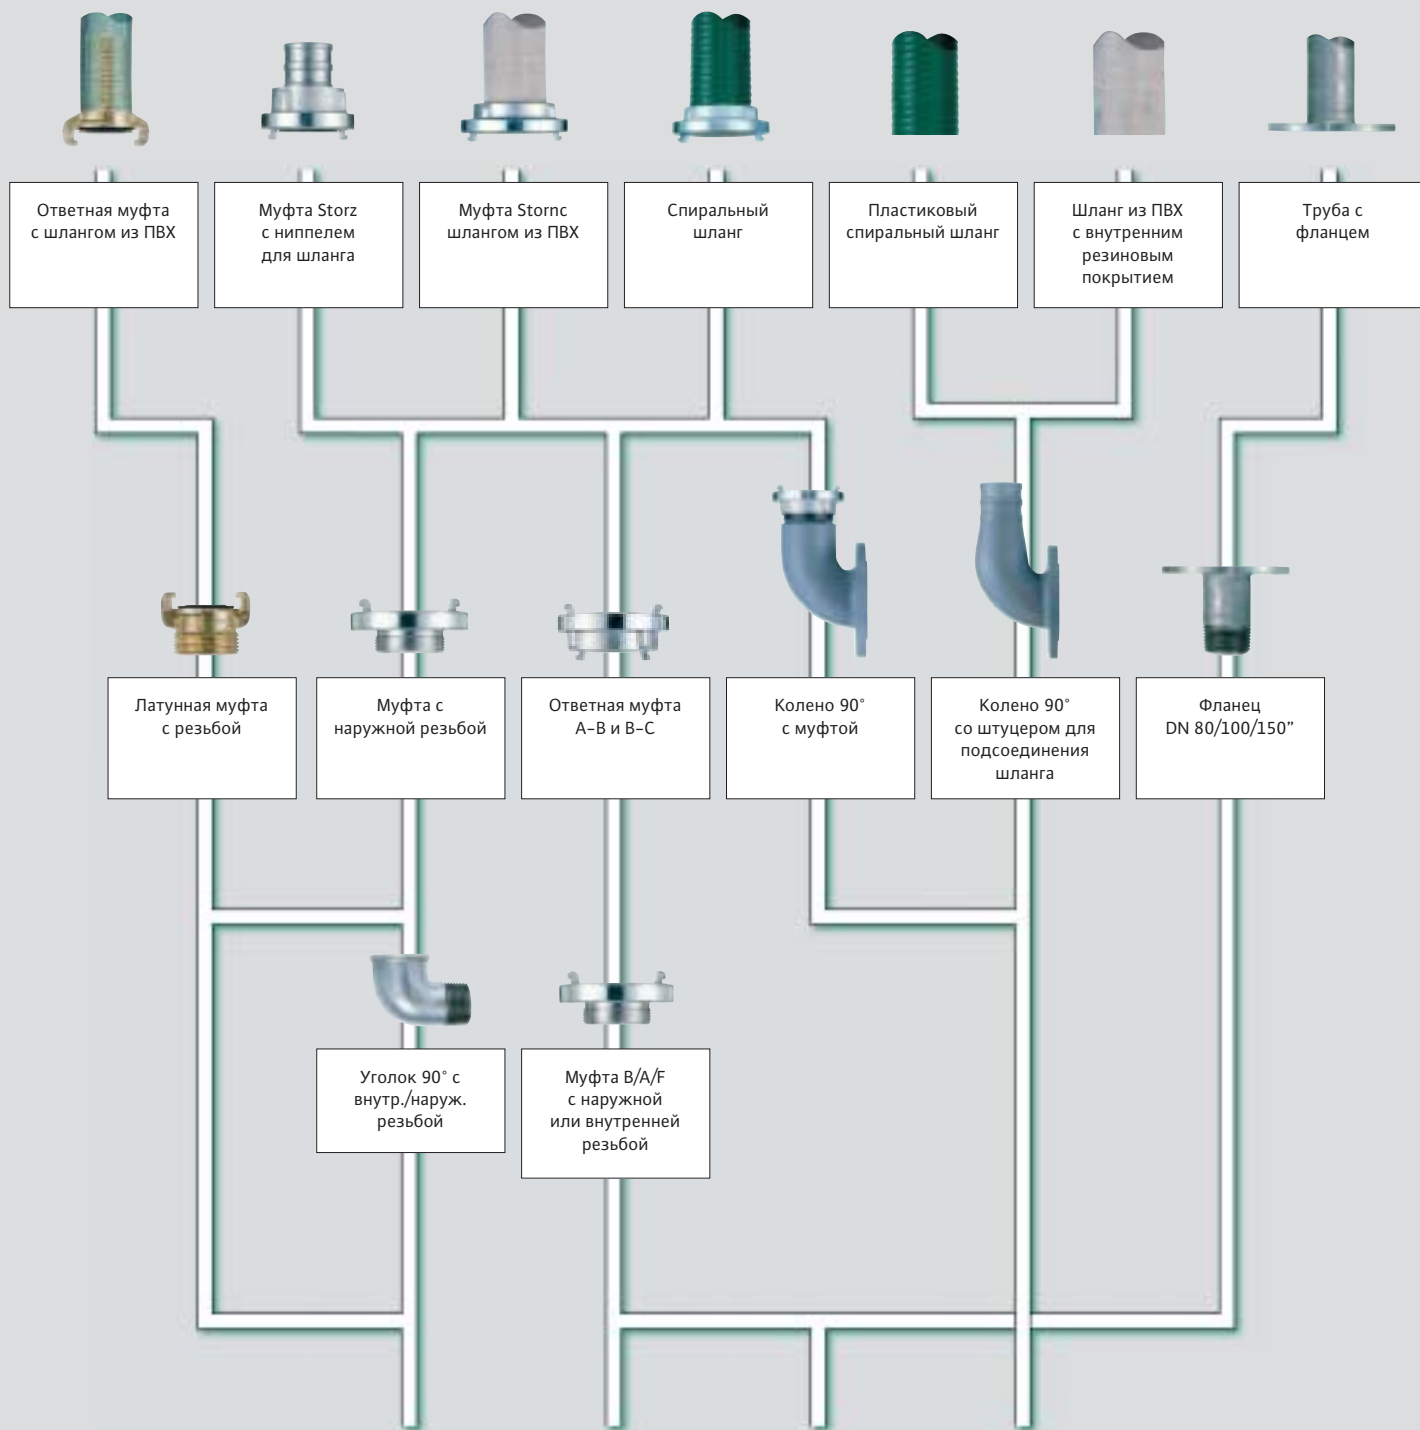 Ответная муфта
с шлангом из ПВХ
Муфта Storz
с ниппелем
для шланга
Муфта Stornc
шлангом из ПВХ
Спиральный
шланг
Пластиковый
спиральный шланг
Шланг из ПВХ
с внутренним
резиновым
покрытием
Труба с
фланцем
Латунная муфта
с резьбой
Муфта с
наружной резьбой
Ответная муфта
А–В и В–С
Колено 90°
с муфтой
Колено 90°
со штуцером для
подсоединения
шланга
Фланец
DN 80/100/150”
Уголок 90° с
внутр./наруж.
резьбой
Муфта B/A/F
с наружной
или внутренней
резьбой